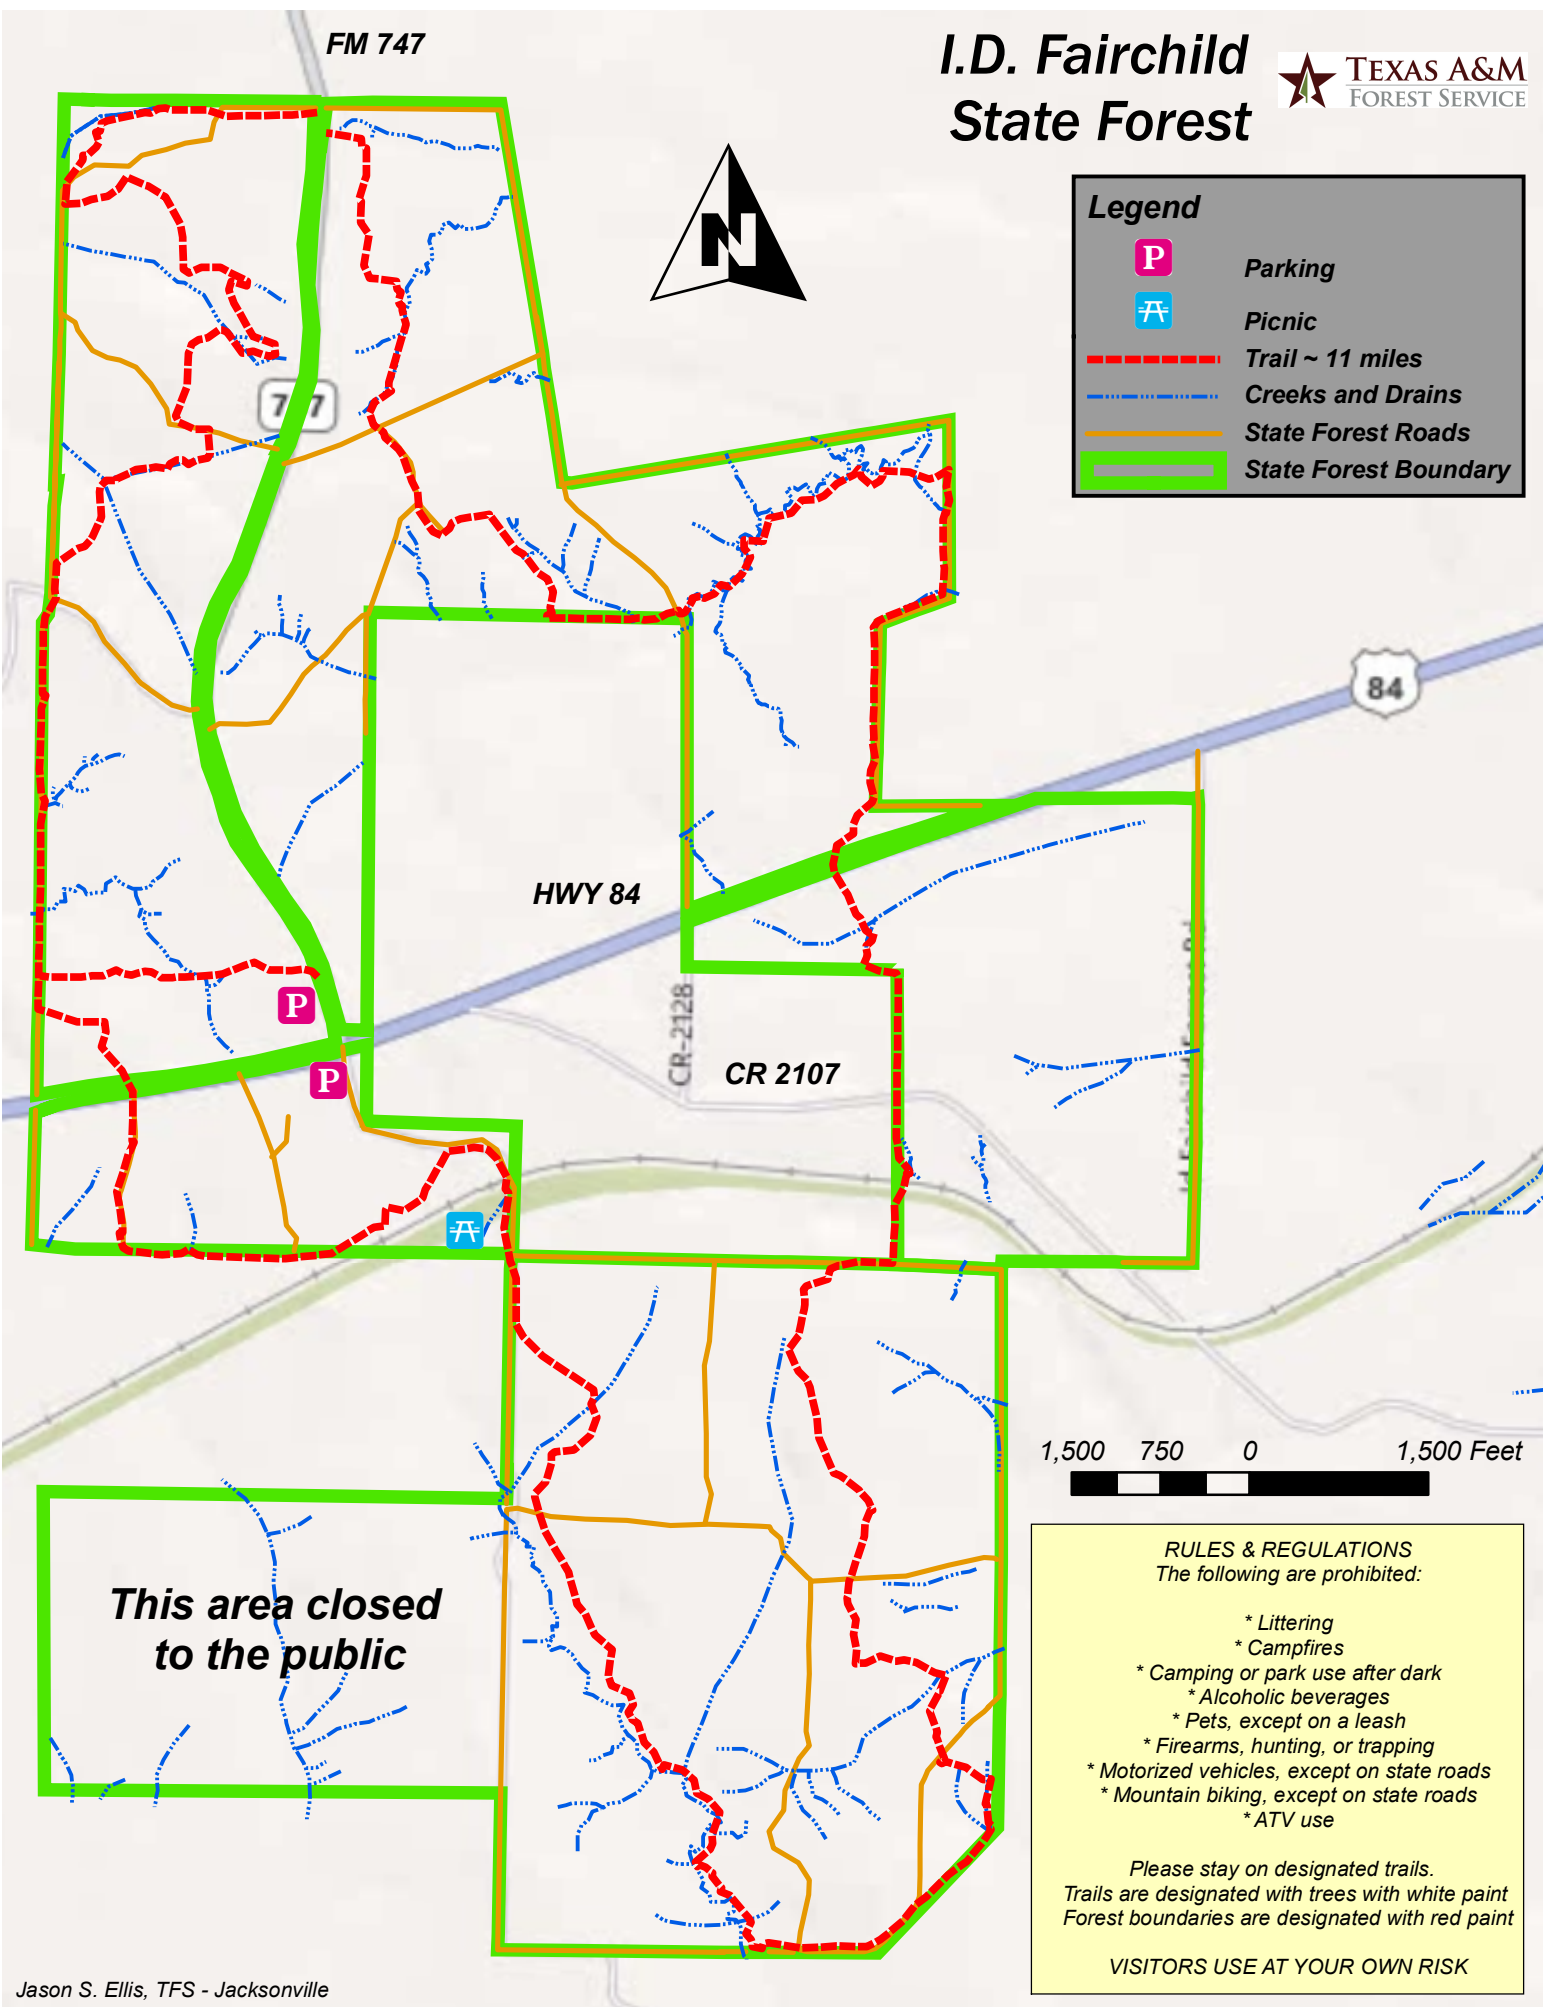 FM 747
I.D. Fairchild
State Forest
TEXAS A&M
FOREST SERVICE
N
Legend
P
Parking
Picnic
Trail ~ 11 miles
Creeks and Drains
State Forest Roads
State Forest Boundary
84
HWY 84
P
CR-2128
CR 2107
P
1,500 750 0 1,500 Feet
This area closed
to the public
RULES & REGULATIONS
The following are prohibited:
* Littering
* Campfires
* Camping or park use after dark
* Alcoholic beverages
* Pets, except on a leash
* Firearms, hunting, or trapping
* Motorized vehicles, except on state roads
* Mountain biking, except on state roads
* ATV use
Please stay on designated trails.
Trails are designated with trees with white paint
Forest boundaries are designated with red paint
VISITORS USE AT YOUR OWN RISK
Jason S. Ellis, TFS - Jacksonville